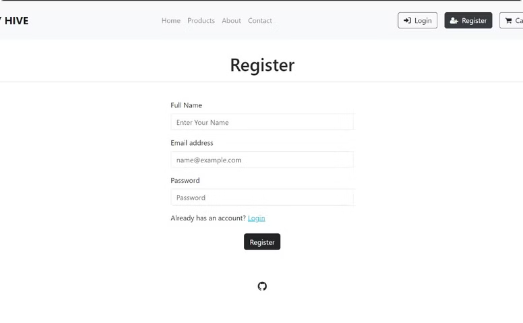 Y HIVE Home Products About Contact Login Register Ca
Register
Full Name
Enter Your Name
Email address
name@example.com
Password
Password
Already has an account? Login
Register